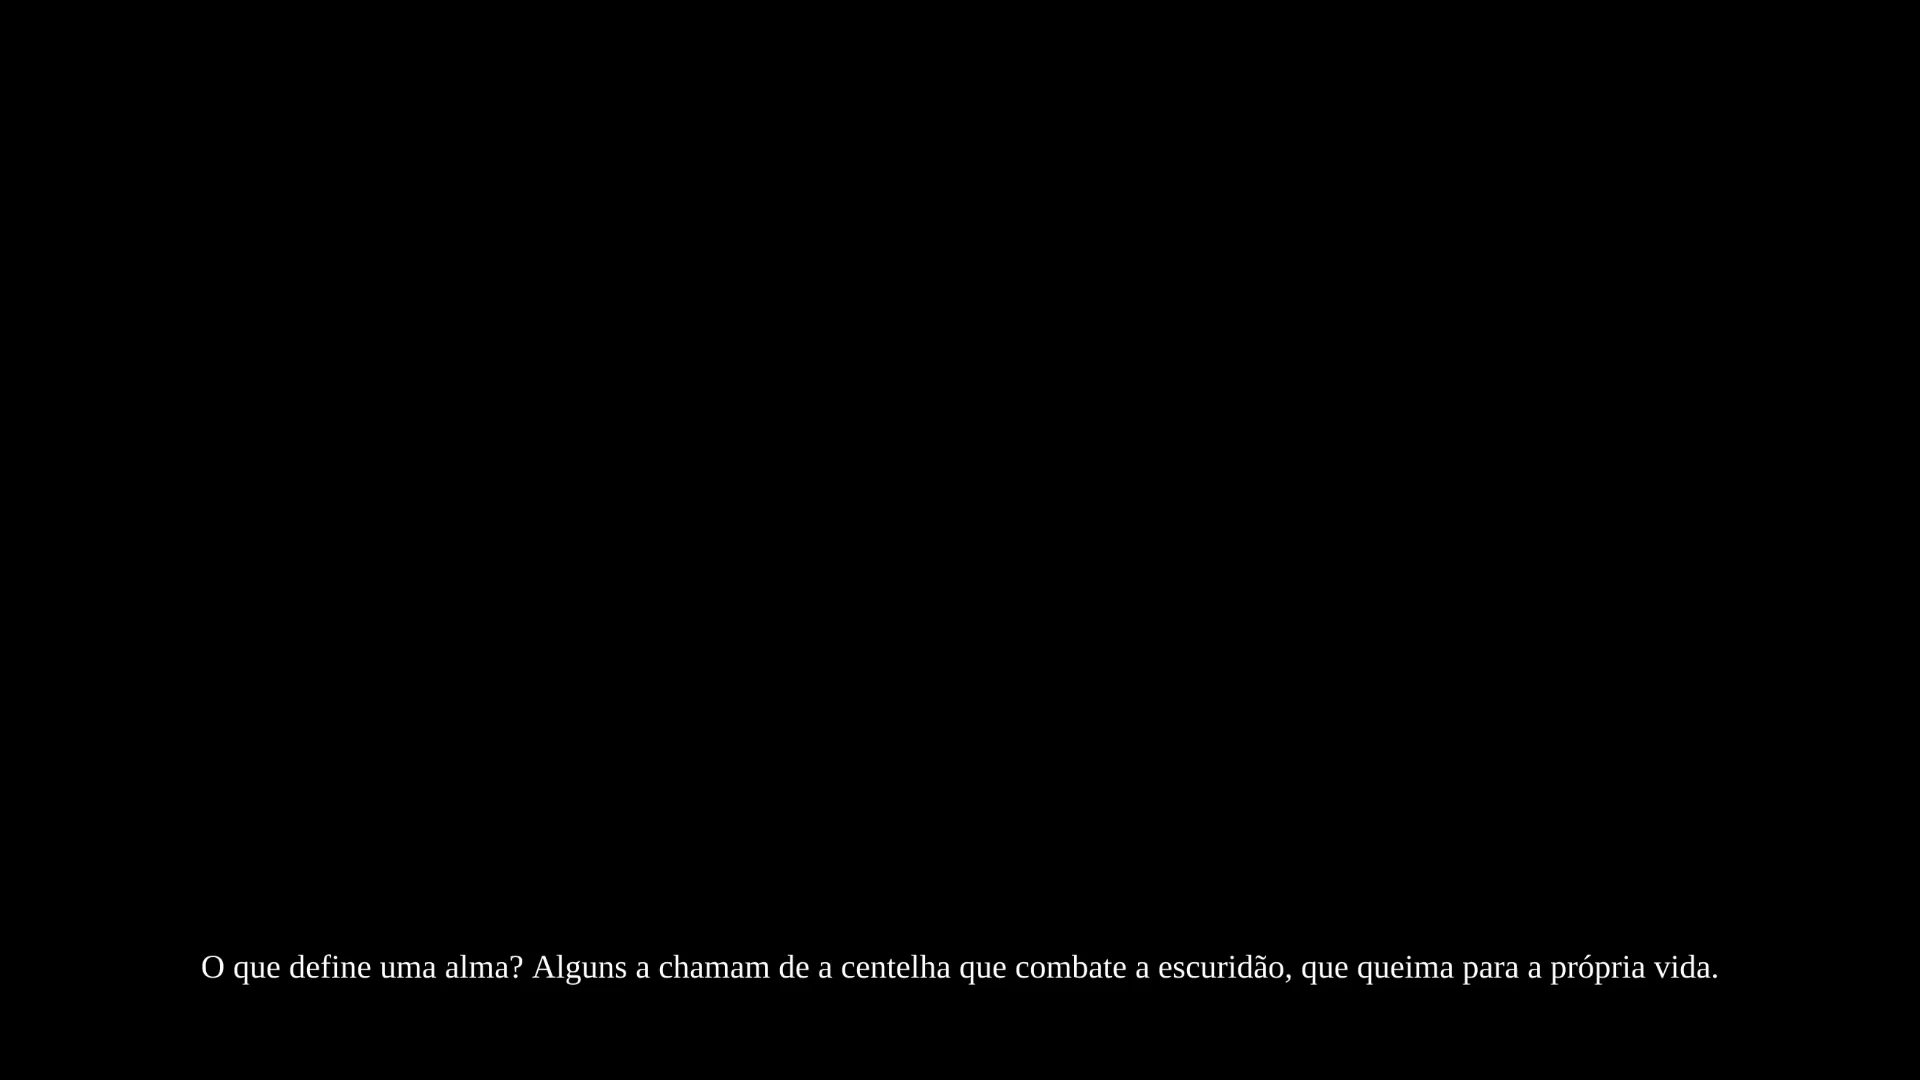 O que define uma alma? Alguns a chamam de a centelha que combate a escuridão, que queima para a própria vida.